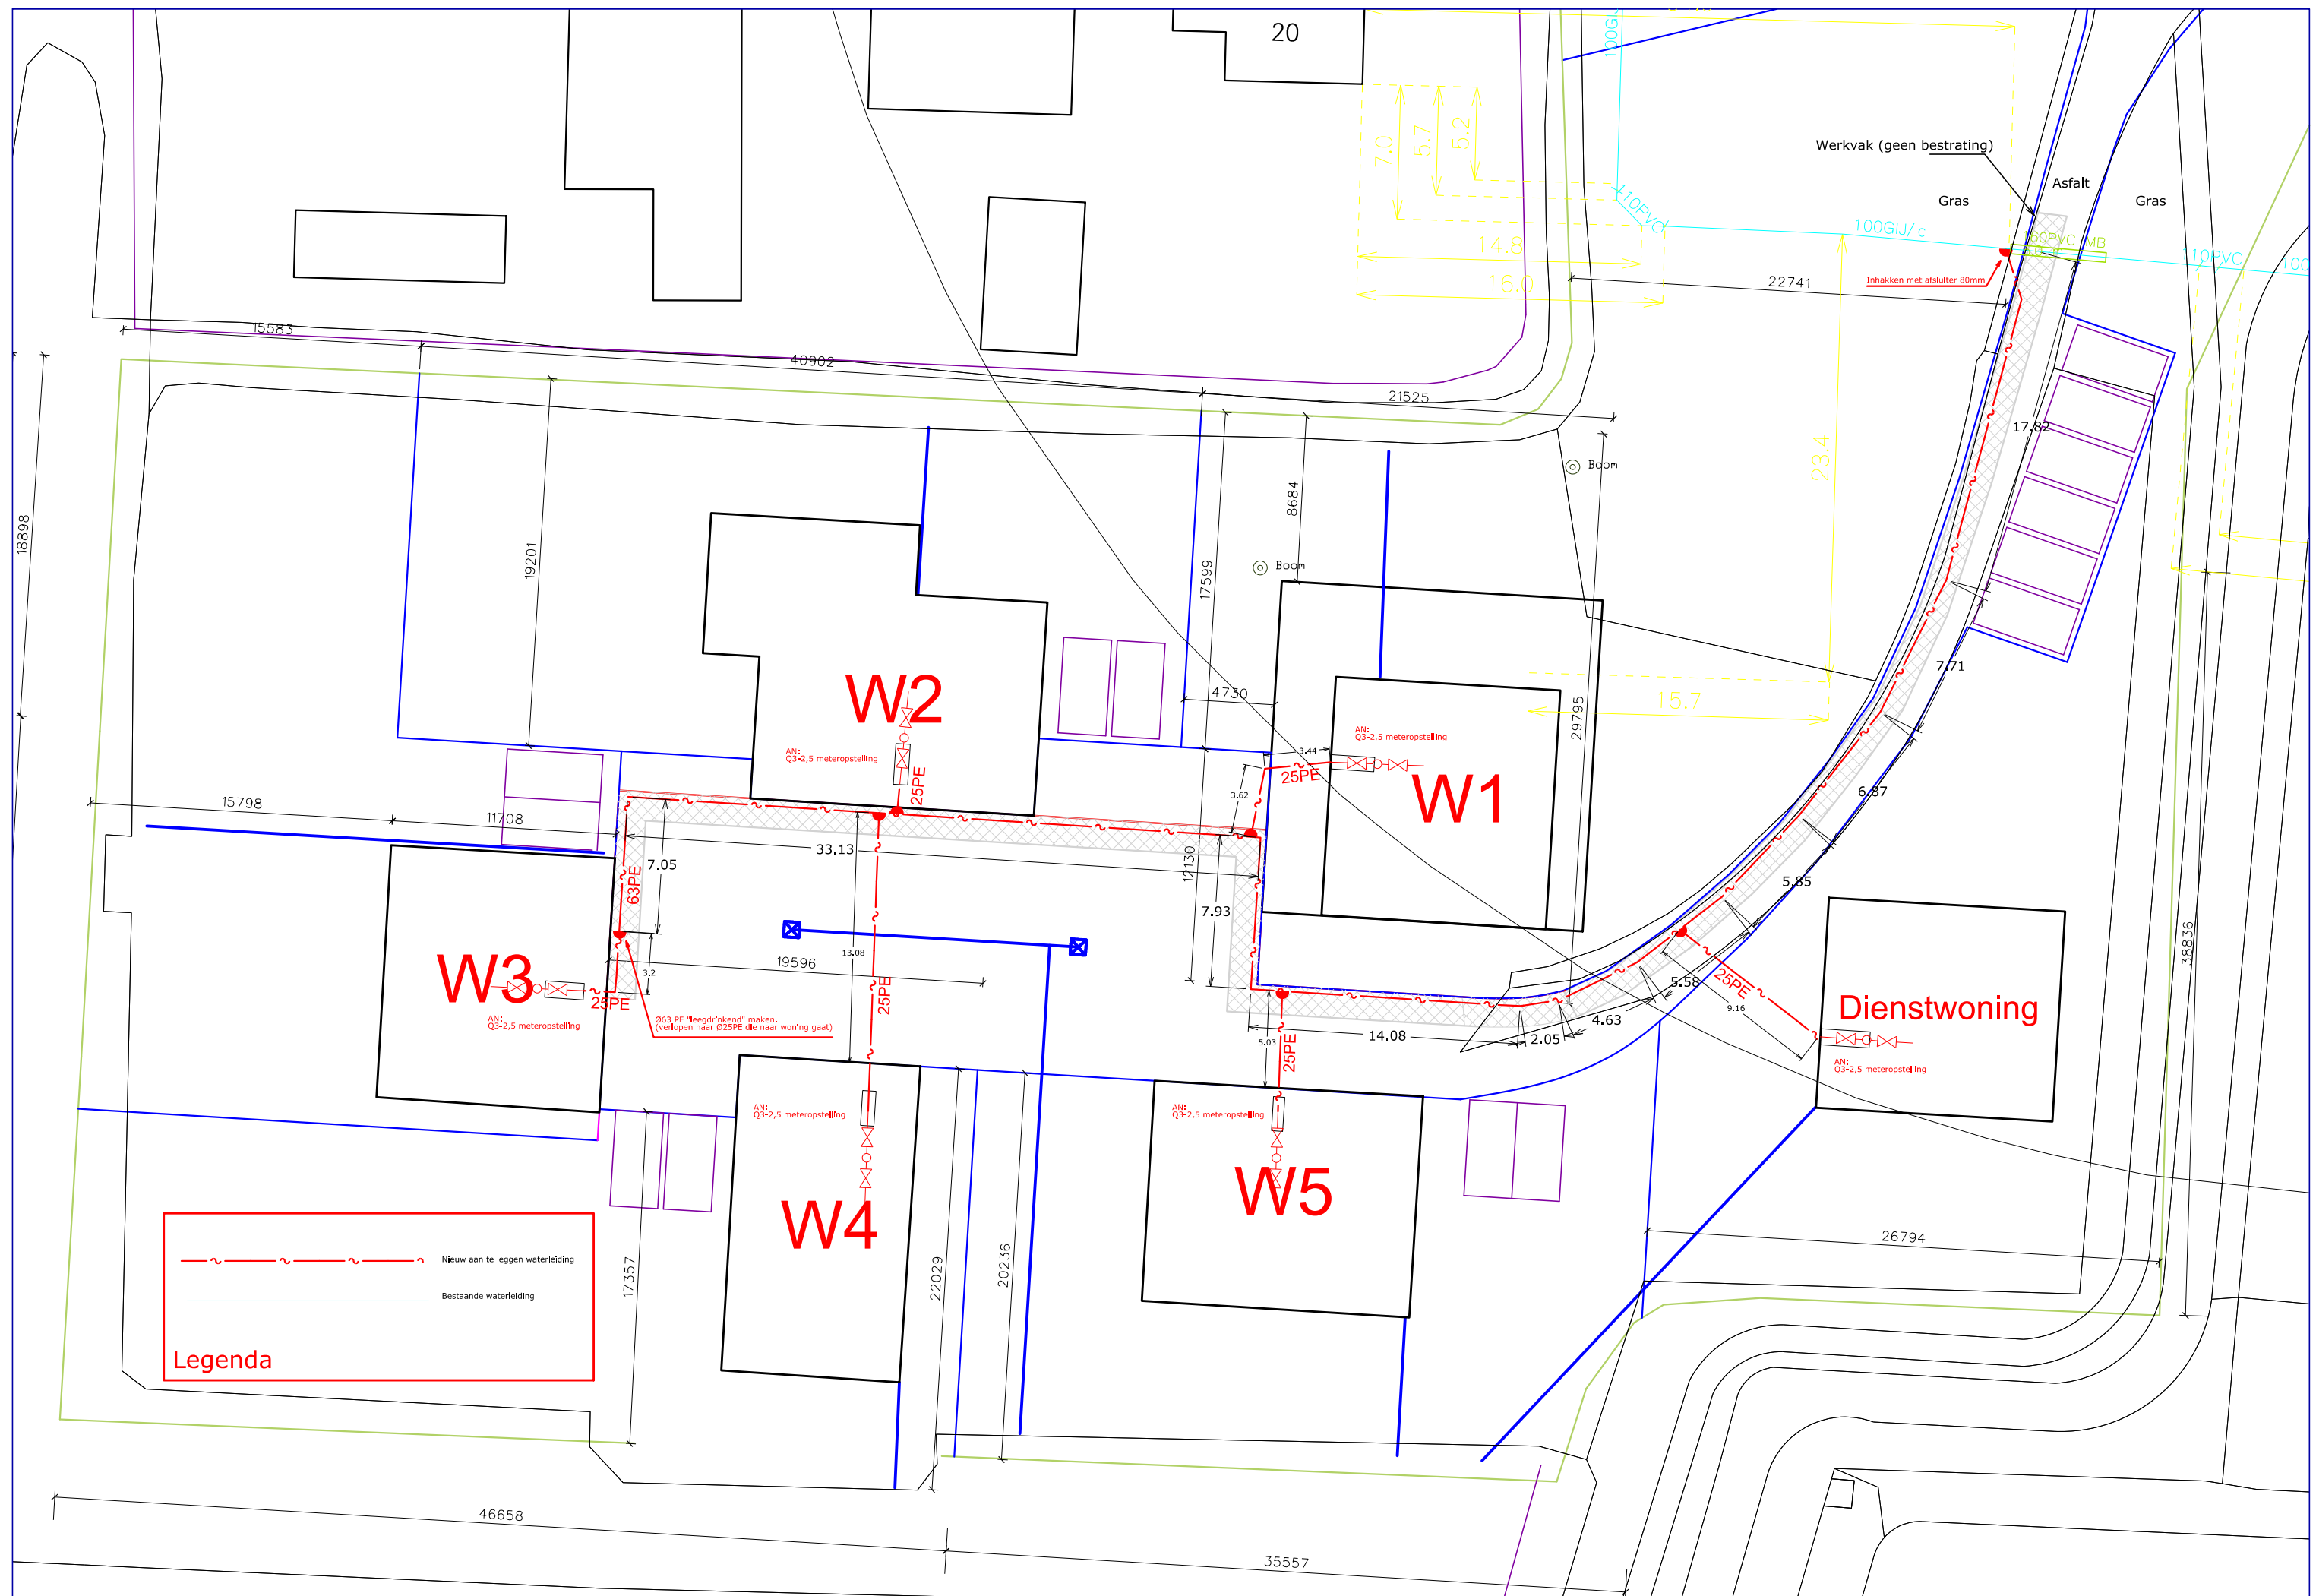 20
100GIJ
7.0
5.7
5.2
Werkvak (geen bestrating)
Asfalt
Gras
Gras
110PVC
100GIJ/c
160PVC MB
110PVC
100
14.8
16.0
22741
Inhakken met afsluiter 80mm
15583
40902
21525
17.82
23.4
Boom
8684
18898
19201
17599
Boom
29795
7.71
W2
4730
15.7
AN:
Q3-2,5 meteropstelling
25PE
AN:
Q3-2,5 meteropstelling
3.44
25PE
3.62
W1
6.87
15798
11708
33.13
7.05
63PE
12130
7.93
5.85
W3
3.2
25PE
AN:
Q3-2,5 meteropstelling
19596
13.08
25PE
Ø63 PE "leegdrinkend" maken.
(verlopen naar Ø25PE die naar woning gaat)
5.58
25PE
9.16
Dienstwoning
38836
4.63
14.08
2.05
5.03
25PE
AN:
Q3-2,5 meteropstelling
AN:
Q3-2,5 meteropstelling
AN:
Q3-2,5 meteropstelling
W4
W5
26794
17357
22029
20236
Nieuw aan te leggen waterleiding
Bestaande waterleiding
Legenda
46658
35557